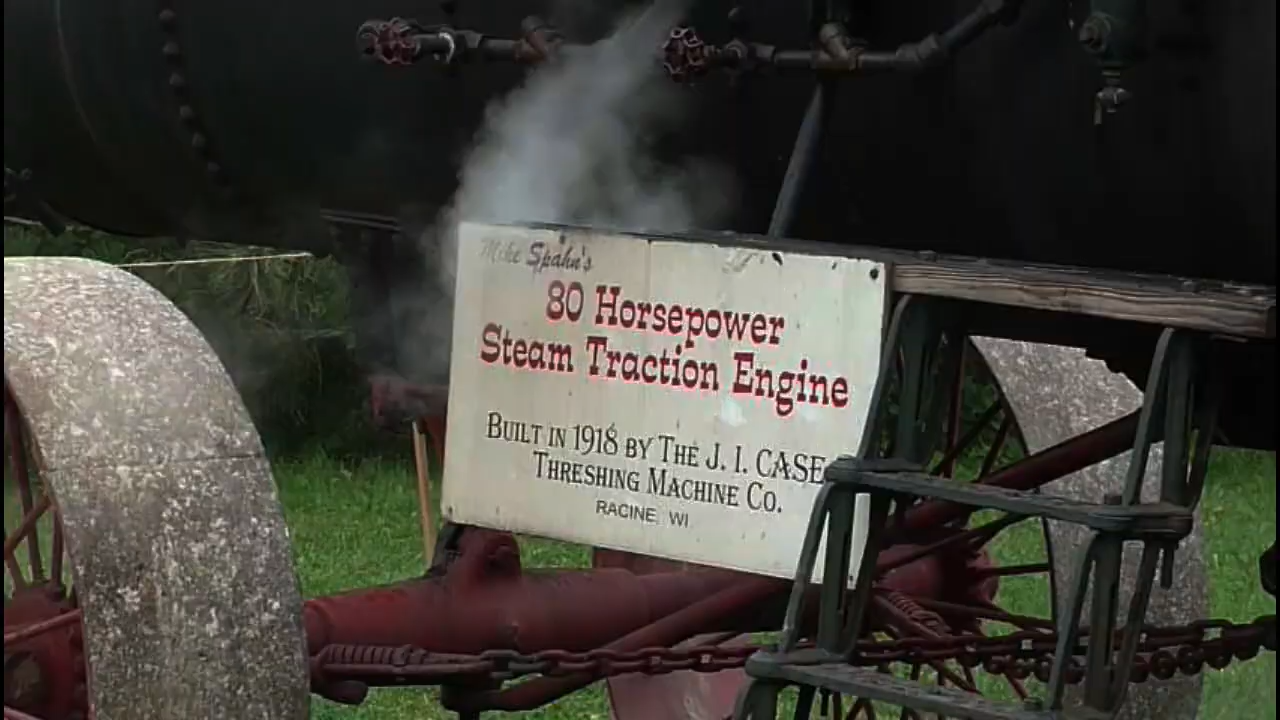 Mike Spahn's
80 Horsepower
Steam Traction Engine
BUILT IN 1918 BY THE J. I. CASE
THRESHING MACHINE CO.
RACINE, WI